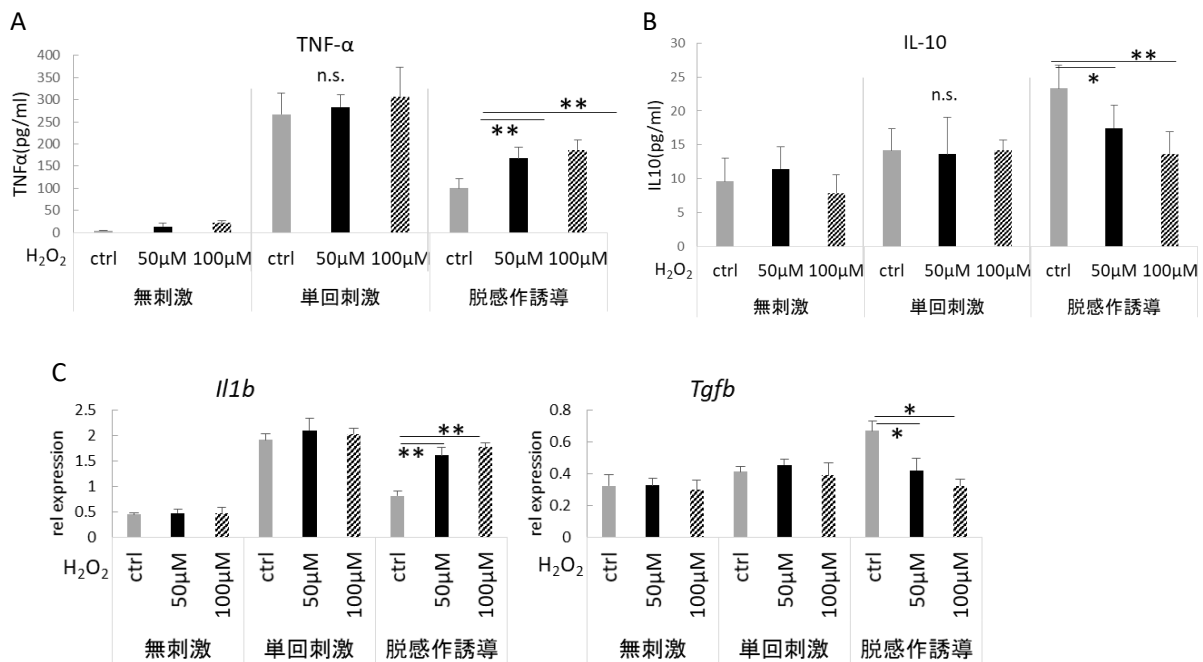 A
TNF-α
TNFα(pg/ml)
400
350
300
250
200
150
100
50
0
n.s.
**
**
H₂O₂
ctrl 50μM 100μM ctrl 50μM 100μM ctrl 50μM 100μM
無刺激 単回刺激 脱感作誘導
B
IL-10
IL10(pg/ml)
30
25
20
15
10
5
0
n.s.
**
*
H₂O₂
ctrl 50μM 100μM ctrl 50μM 100μM ctrl 50μM 100μM
無刺激 単回刺激 脱感作誘導
C
Il1b
rel expression
2.5
2
1.5
1
0.5
0
**
**
H₂O₂
ctrl 50μM 100μM ctrl 50μM 100μM ctrl 50μM 100μM
無刺激 単回刺激 脱感作誘導
Tgfb
rel expression
0.8
0.6
0.4
0.2
0
*
*
H₂O₂
ctrl 50μM 100μM ctrl 50μM 100μM ctrl 50μM 100μM
無刺激 単回刺激 脱感作誘導